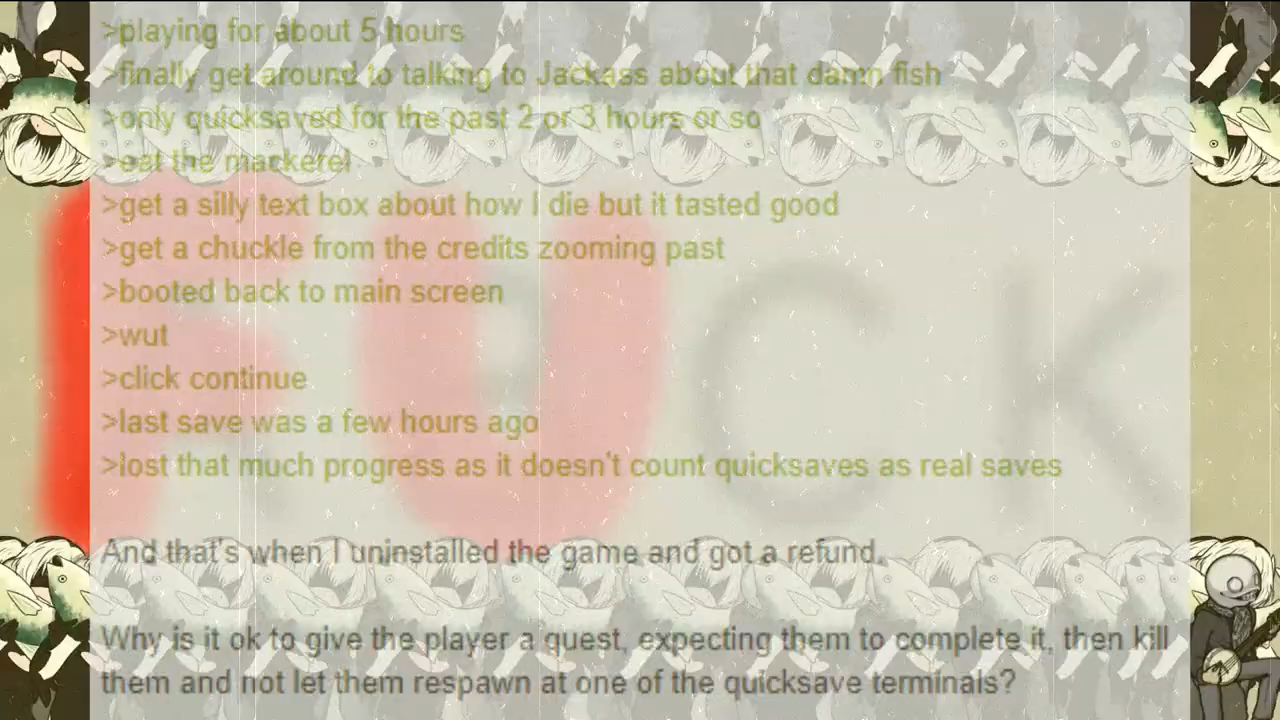 >playing for about 5 hours
>finally get around to talking to Jackass about that damn fish
>only quicksaved for the past 2 or 3 hours or so
>eat the mackerel
>get a silly text box about how I die but it tasted good
>get a chuckle from the credits zooming past
>booted back to main screen
>wut
>click continue
>last save was a few hours ago
>lost that much progress as it doesn't count quicksaves as real saves
And that's when I uninstalled the game and got a refund.
Why is it ok to give the player a quest, expecting them to complete it, then kill
them and not let them respawn at one of the quicksave terminals?
FUCK